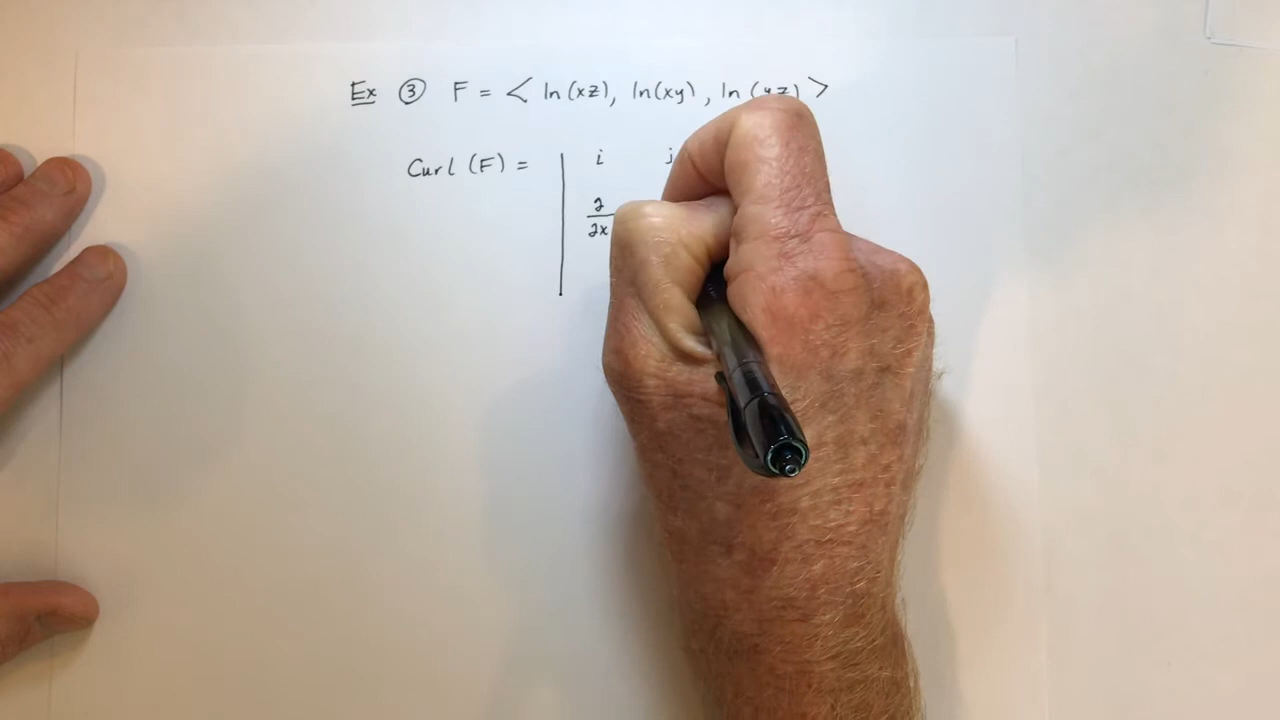 Ex ③ F = < ln(xz), ln(xy), ln(yz) >
Curl (F) = | i j
∂/∂x